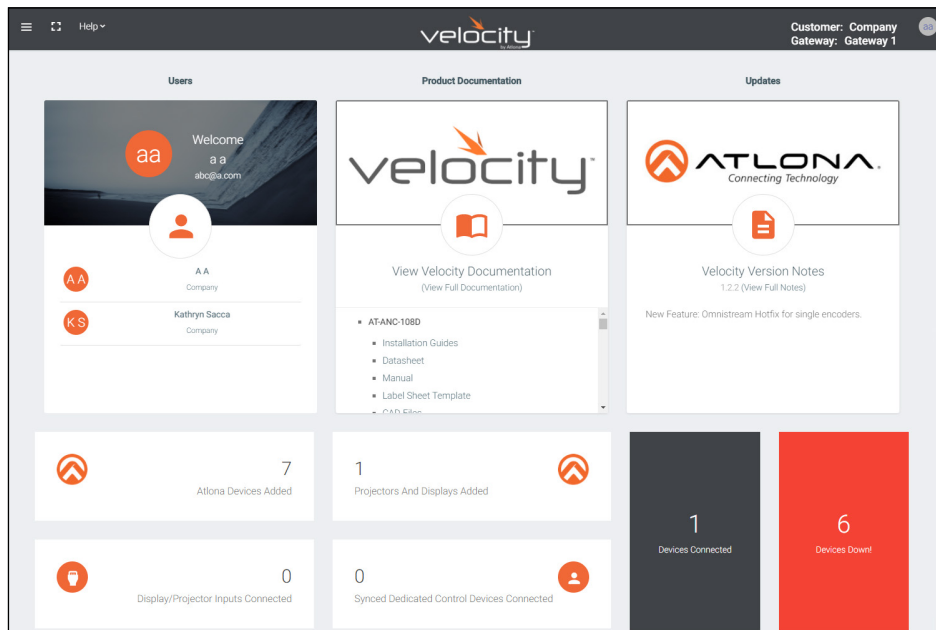 Help
velocity
by Atlona
Customer: Company
Gateway: Gateway 1
aa
Users
Product Documentation
Updates
aa
Welcome
a a
abc@a.com
A A
A A
Company
K S
Kathryn Sacca
Company
velocity
View Velocity Documentation
(View Full Documentation)
AT-ANC-108D
Installation Guides
Datasheet
Manual
Label Sheet Template
CAD Files
ATLONA.
Connecting Technology
Velocity Version Notes
1.2.2 (View Full Notes)
New Feature: Omnistream Hotfix for single encoders.
7
Atlona Devices Added
1
Projectors And Displays Added
0
Display/Projector Inputs Connected
0
Synced Dedicated Control Devices Connected
1
Devices Connected
6
Devices Down!